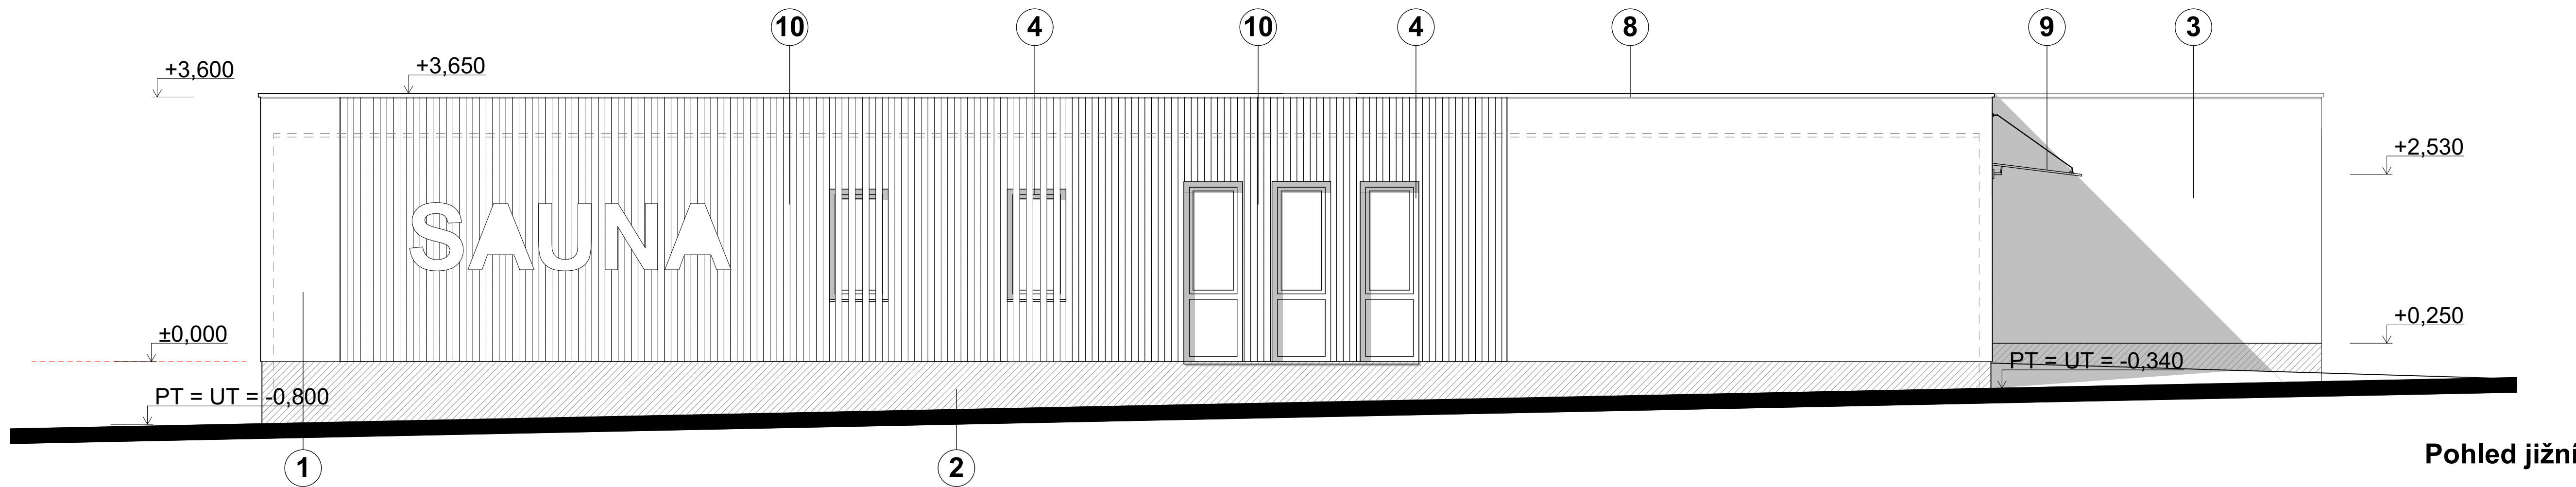 10 4 10 4 8 9 3
+3,600 +3,650
+2,530
SAUNA
±0,000 +0,250
PT = UT = -0,340
PT = UT = -0,800
1 2
Pohled jižní